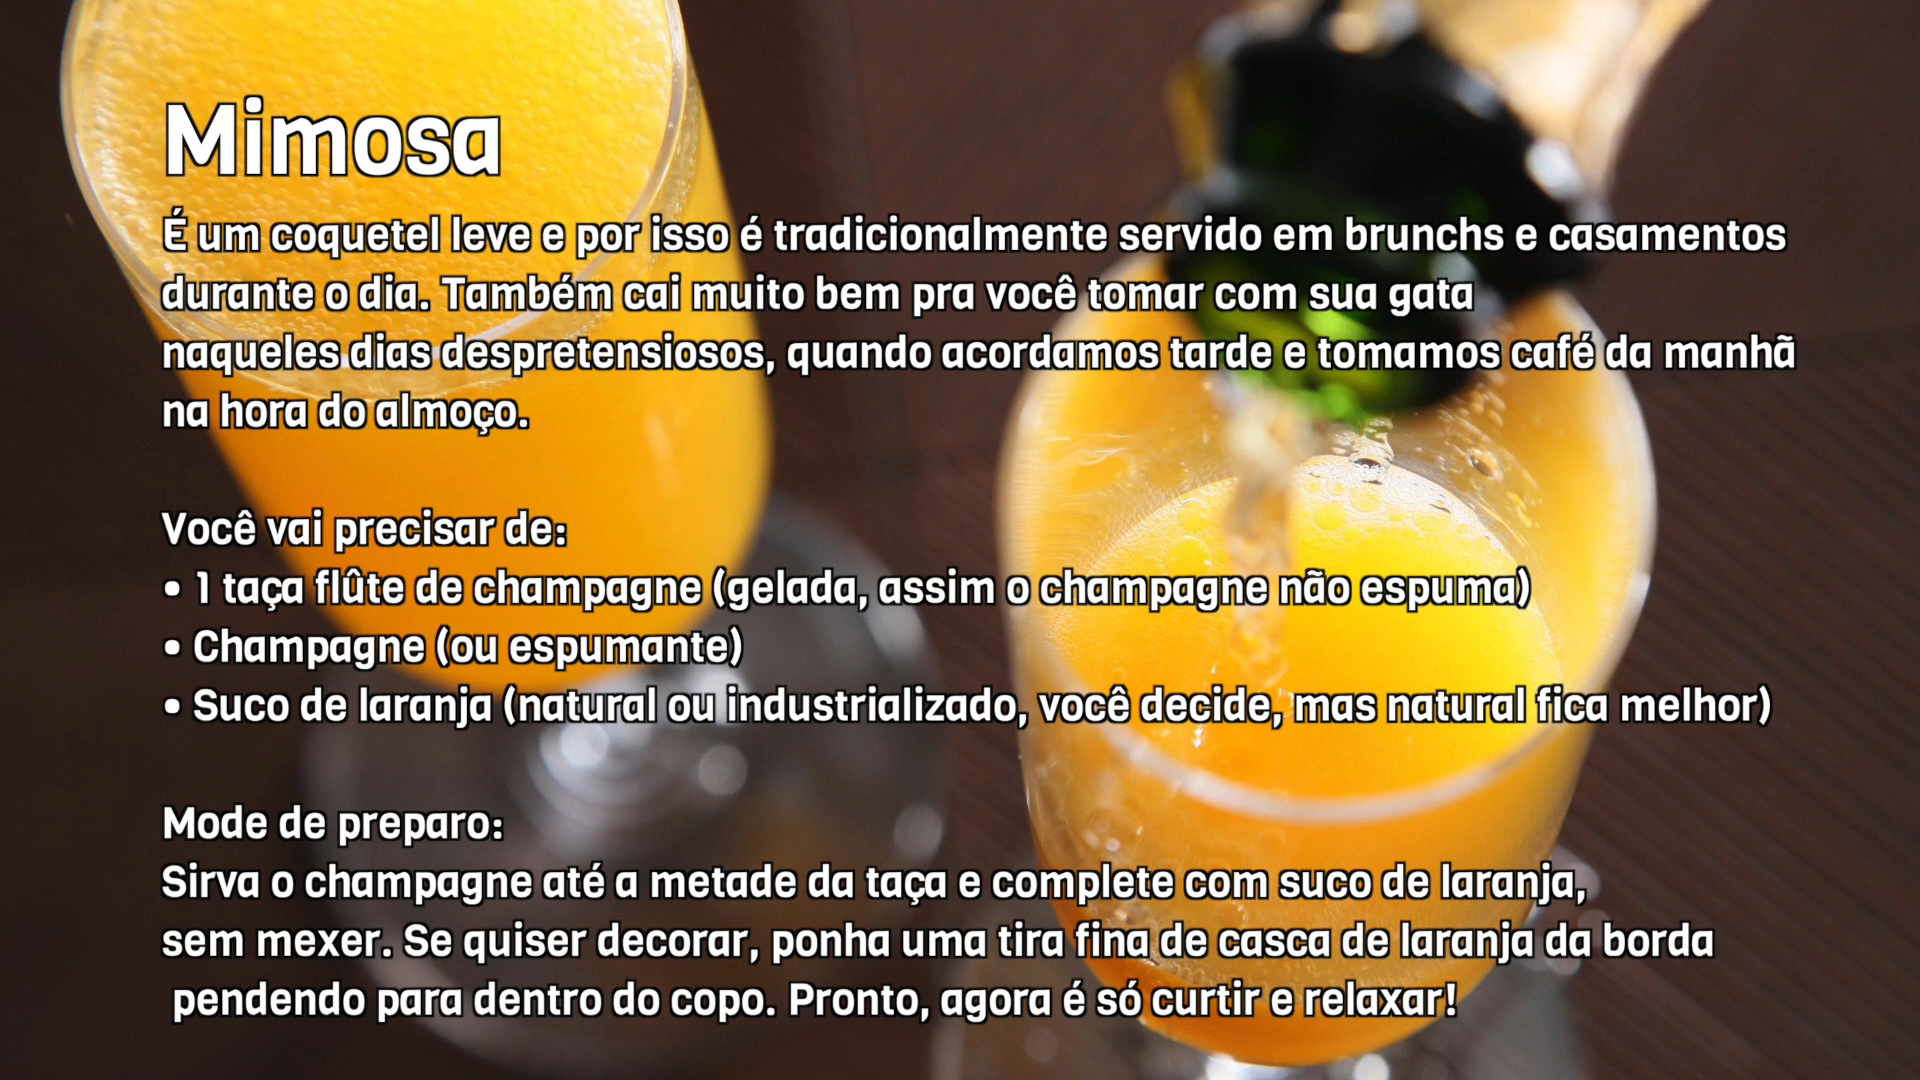 Mimosa
É um coquetel leve e por isso é tradicionalmente servido em brunchs e casamentos
durante o dia. Também cai muito bem pra você tomar com sua gata
naqueles dias despretensiosos, quando acordamos tarde e tomamos café da manhã
na hora do almoço.
Você vai precisar de:
• 1 taça flûte de champagne (gelada, assim o champagne não espuma)
• Champagne (ou espumante)
• Suco de laranja (natural ou industrializado, você decide, mas natural fica melhor)
Mode de preparo:
Sirva o champagne até a metade da taça e complete com suco de laranja,
sem mexer. Se quiser decorar, ponha uma tira fina de casca de laranja da borda
pendendo para dentro do copo. Pronto, agora é só curtir e relaxar!